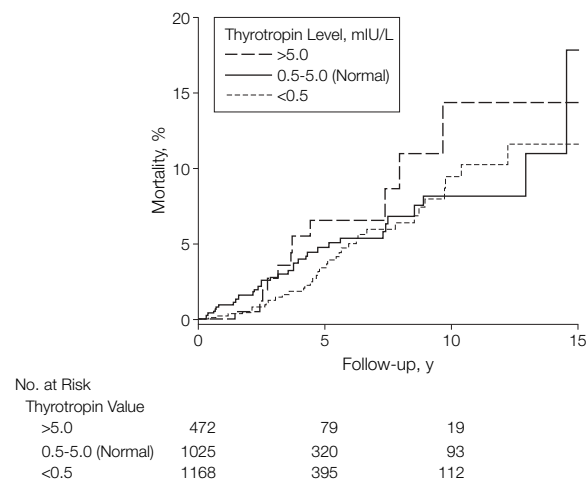 20
15
10
5
0
Mortality, %
Thyrotropin Level, mIU/L
>5.0
0.5-5.0 (Normal)
<0.5
0 5 10 15
Follow-up, y
No. at Risk
Thyrotropin Value
>5.0 472 79 19
0.5-5.0 (Normal) 1025 320 93
<0.5 1168 395 112